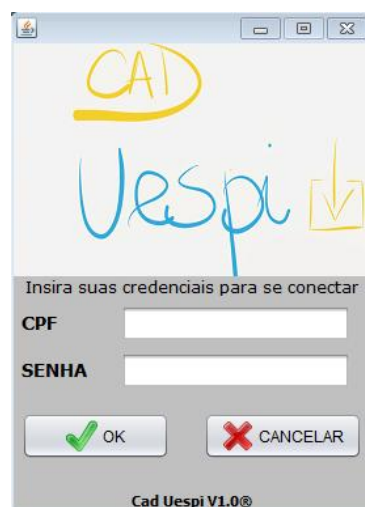 CAD
Uespi
Insira suas credenciais para se conectar
CPF
SENHA
OK
CANCELAR
Cad Uespi V1.0®